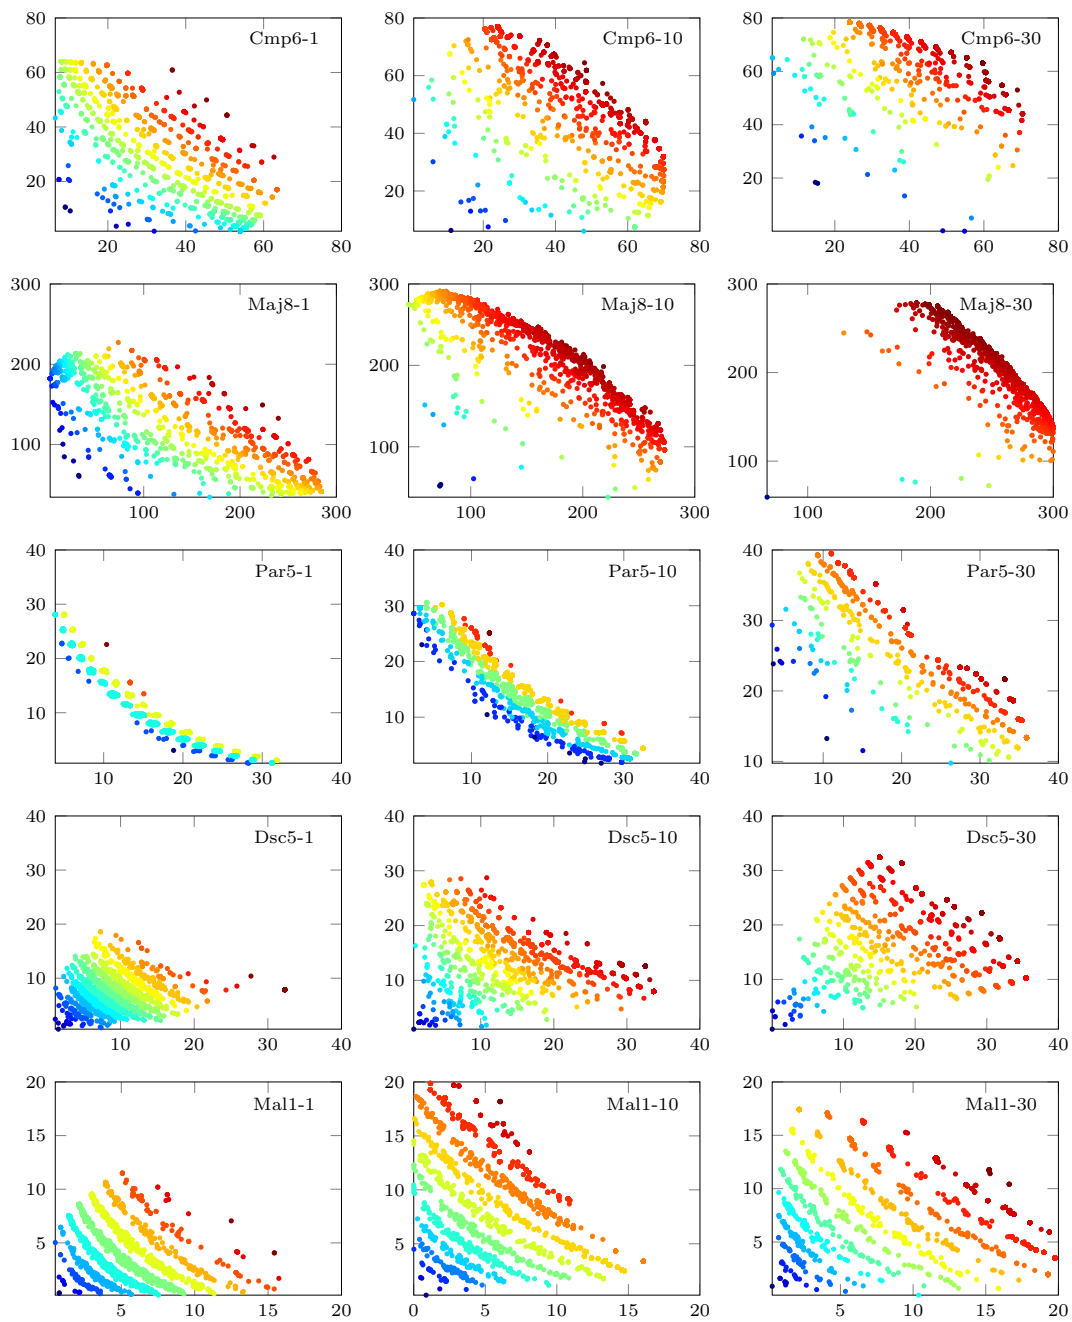 80 80 80
Cmp6-1 Cmp6-10 Cmp6-30
60 60 60
40 40 40
20 20 20
20 40 60 80 20 40 60 80 20 40 60 80
300 300 300
Maj8-1 Maj8-10 Maj8-30
200 200 200
100 100 100
100 200 300 100 200 300 100 200 300
40 40 40
Par5-1 Par5-10 Par5-30
30 30 30
20 20 20
10 10 10
10 20 30 40 10 20 30 40 10 20 30 40
40 40 40
Dsc5-1 Dsc5-10 Dsc5-30
30 30 30
20 20 20
10 10 10
10 20 30 40 10 20 30 40 0 10 20 30 40
20 20 20
Mal1-1 Mal1-10 Mal1-30
15 15 15
10 10 10
5 5 5
5 10 15 20 0 5 10 15 20 5 10 15 20